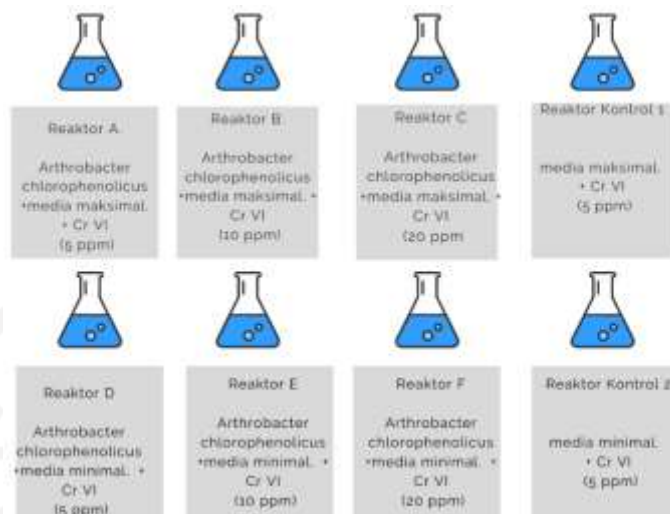 Reaktor A
Arthrobacter
chlorophenolicus
+media maksimal.
+ Cr VI
(5 ppm)
Reaktor B
Arthrobacter
chlorophenolicus
+media maksimal. +
Cr VI
(10 ppm)
Reaktor C
Arthrobacter
chlorophenolicus
+media maksimal. +
Cr VI
(20 ppm
Reaktor Kontrol 1
media maksimal.
+ Cr VI
(5 ppm)
Reaktor D
Arthrobacter
chlorophenolicus
+media minimal. +
Cr VI
(5 ppm)
Reaktor E
Arthrobacter
chlorophenolicus
+media minimal. +
Cr VI
(10 ppm)
Reaktor F
Arthrobacter
chlorophenolicus
+media minimal. +
Cr VI
(20 ppm)
Reaktor Kontrol 2
media minimal.
+ Cr VI
(5 ppm)